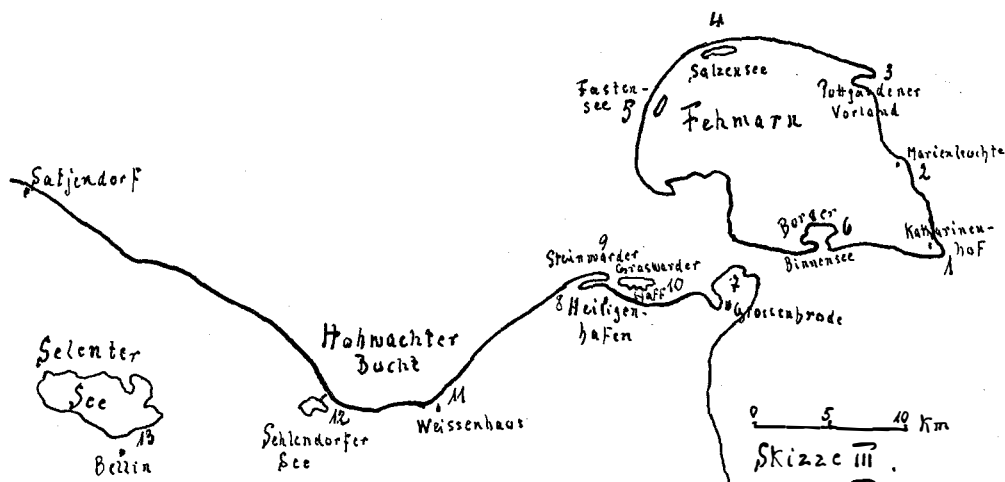 4
Salzensee
3
Puttgardener
Vorland
Fasten-
see
5
Fehmarn
Marienleuchte
2
Satjendorf
Borger
6
Binnensee
Katharinen-
hof
1
9
Steinwarder
Graswarder
10
Haff
8
Heiligen-
hafen
7
Grossenbrode
Hohwachter
Bucht
Selenter
See
11
12
Weissenhaus
Sehlendorfer
See
13
Bellin
0 5 10 Km
Skizze III.